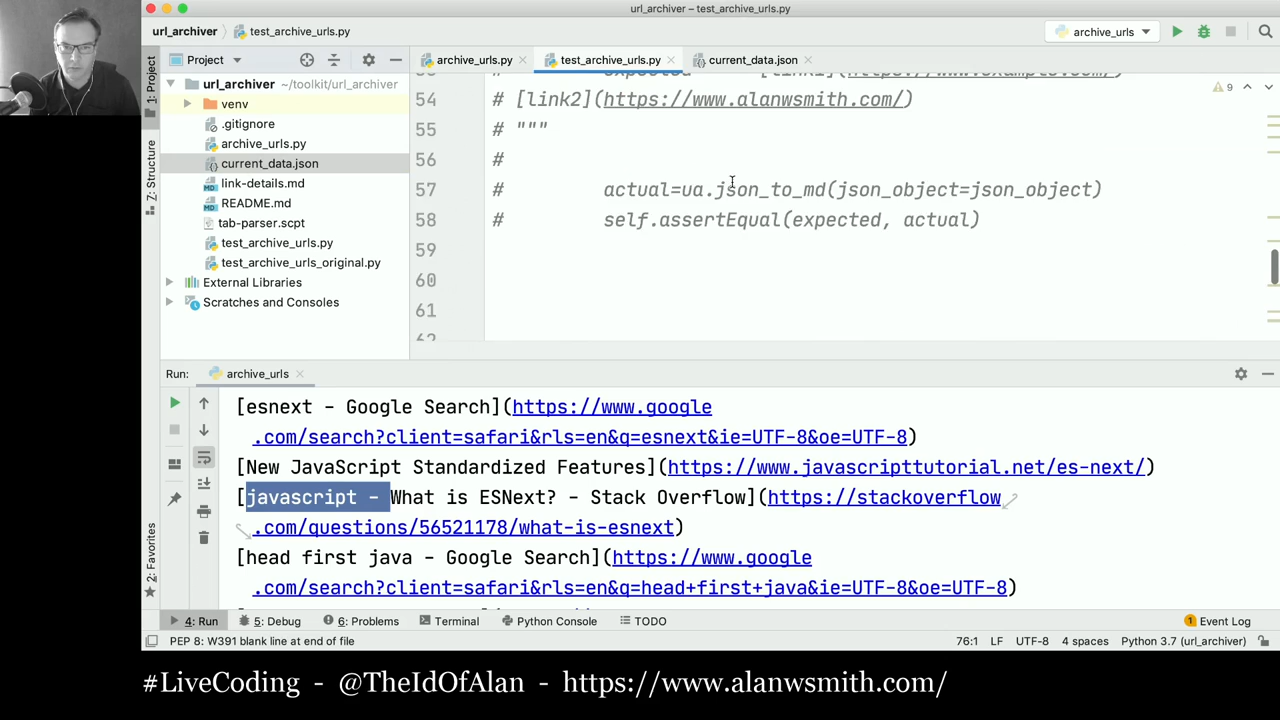 url_archiver – test_archive_urls.py
url_archiver
test_archive_urls.py
archive_urls
1: Project
Z: Structure
2: Favorites
Project
archive_urls.py
test_archive_urls.py
current_data.json
url_archiver ~/toolkit/url_archiver
venv
.gitignore
archive_urls.py
current_data.json
link-details.md
README.md
tab-parser.scpt
test_archive_urls.py
test_archive_urls_original.py
External Libraries
Scratches and Consoles
9
54 # [link2](https://www.alanwsmith.com/)
55 # """
56 #
57 # actual=ua.json_to_md(json_object=json_object)
58 # self.assertEqual(expected, actual)
59
60
61
Run: archive_urls
[esnext – Google Search](https://www.google
.com/search?client=safari&rls=en&q=esnext&ie=UTF-8&oe=UTF-8)
[New JavaScript Standardized Features](https://www.javascripttutorial.net/es-next/)
[javascript – What is ESNext? – Stack Overflow](https://stackoverflow
.com/questions/56521178/what-is-esnext)
[head first java – Google Search](https://www.google
.com/search?client=safari&rls=en&q=head+first+java&ie=UTF-8&oe=UTF-8)
4: Run
5: Debug
6: Problems
Terminal
Python Console
TODO
1 Event Log
PEP 8: W391 blank line at end of file
76:1 LF UTF-8 4 spaces Python 3.7 (url_archiver)
#LiveCoding – @TheIdOfAlan – https://www.alanwsmith.com/